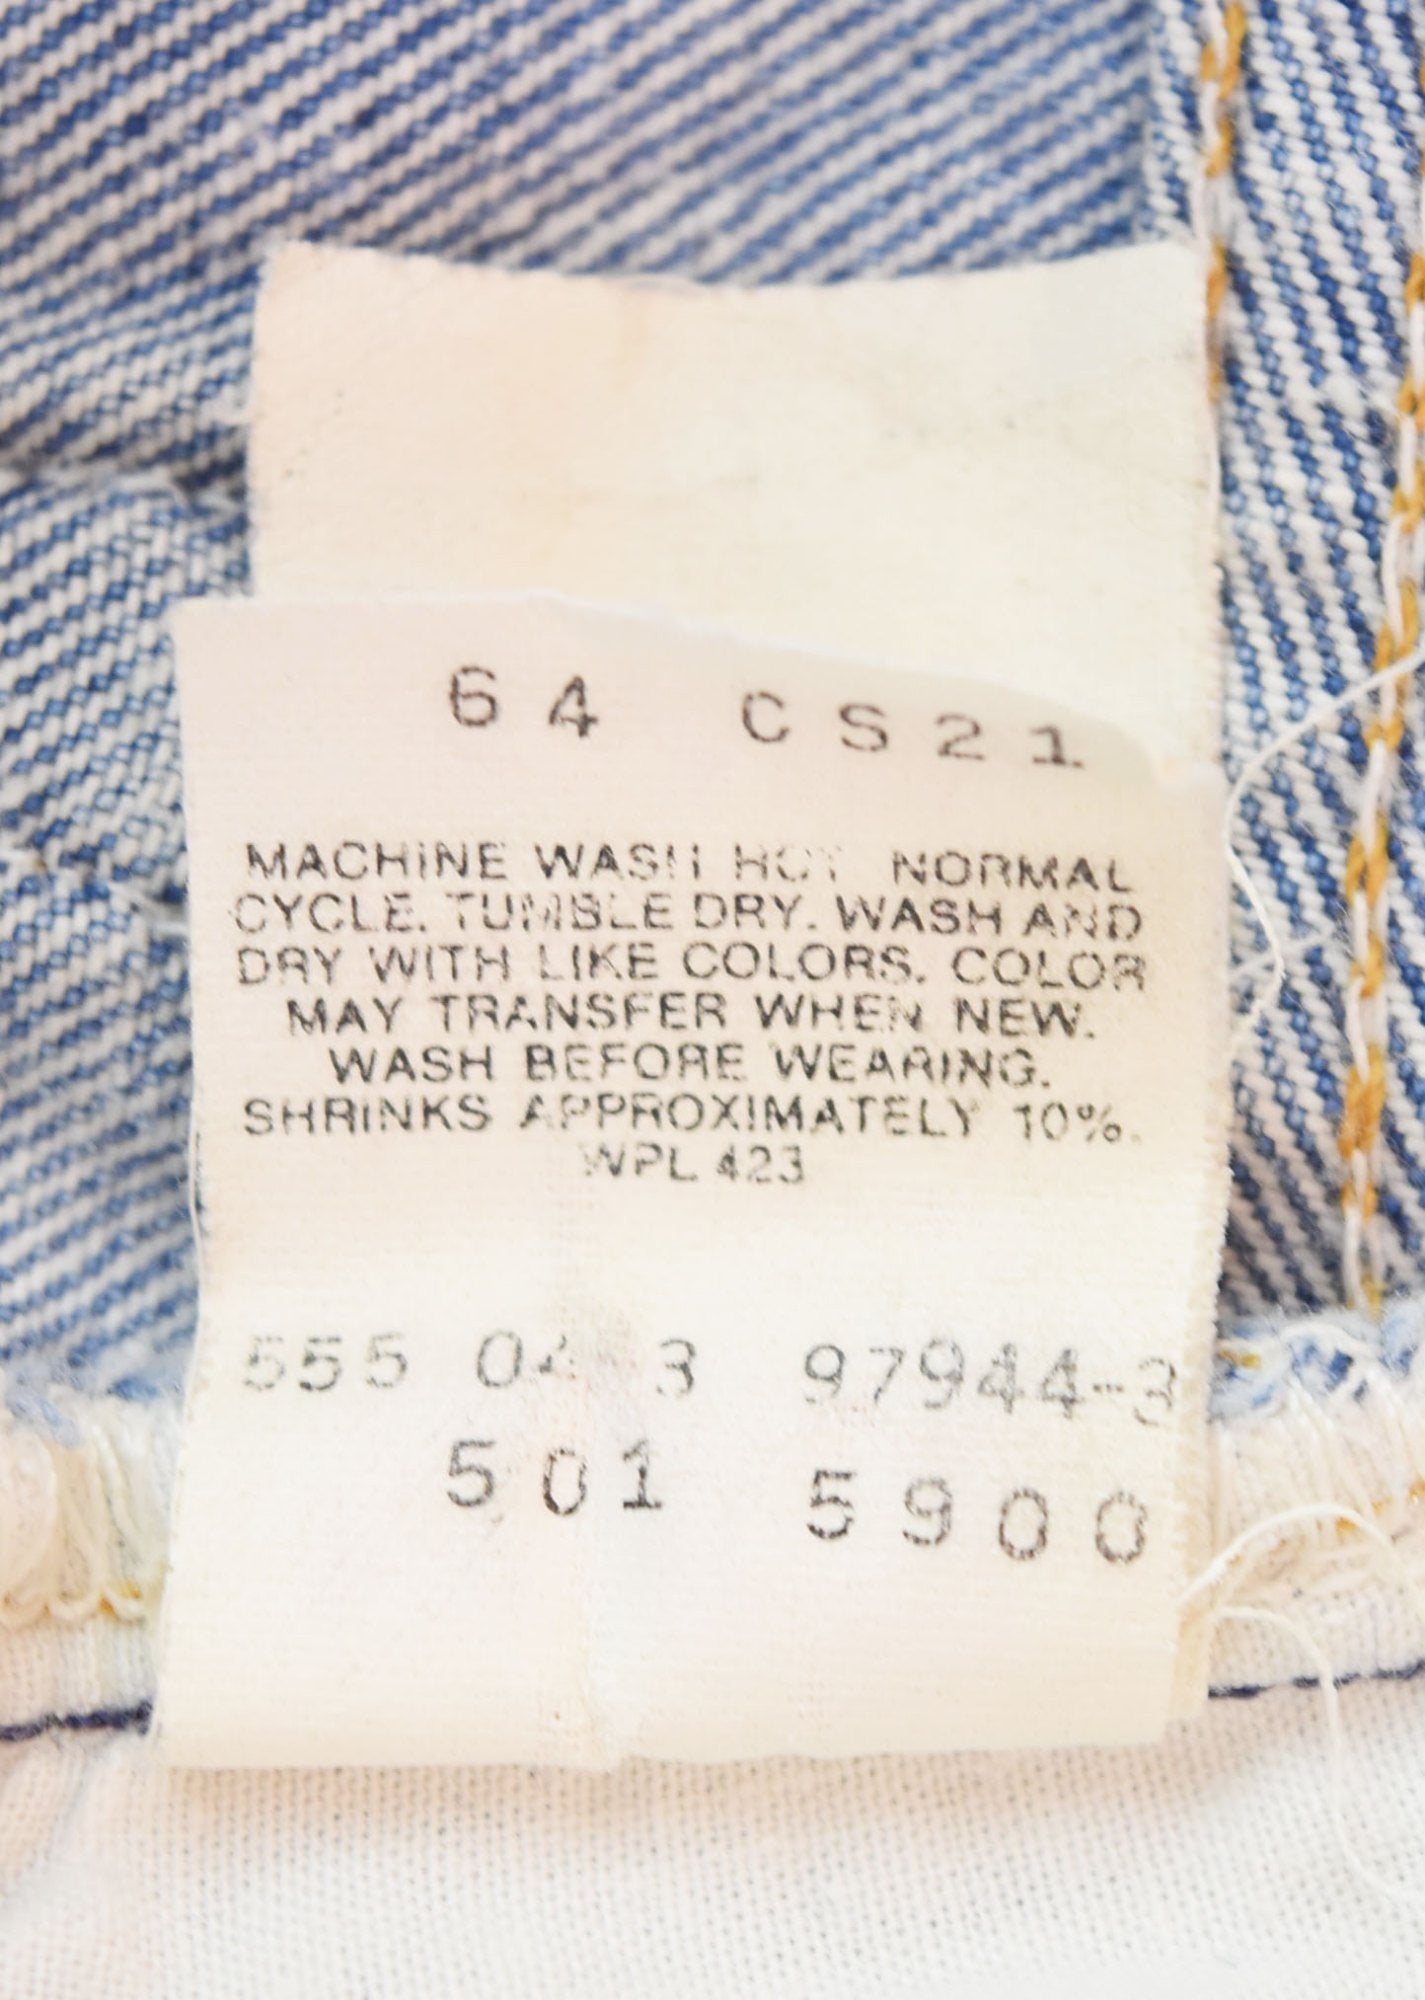 64 CS21
MACHINE WASH HOT NORMAL
CYCLE. TUMBLE DRY. WASH AND
DRY WITH LIKE COLORS. COLOR
MAY TRANSFER WHEN NEW.
WASH BEFORE WEARING.
SHRINKS APPROXIMATELY 10%.
WPL 423
555 3 97944-3
501 5900